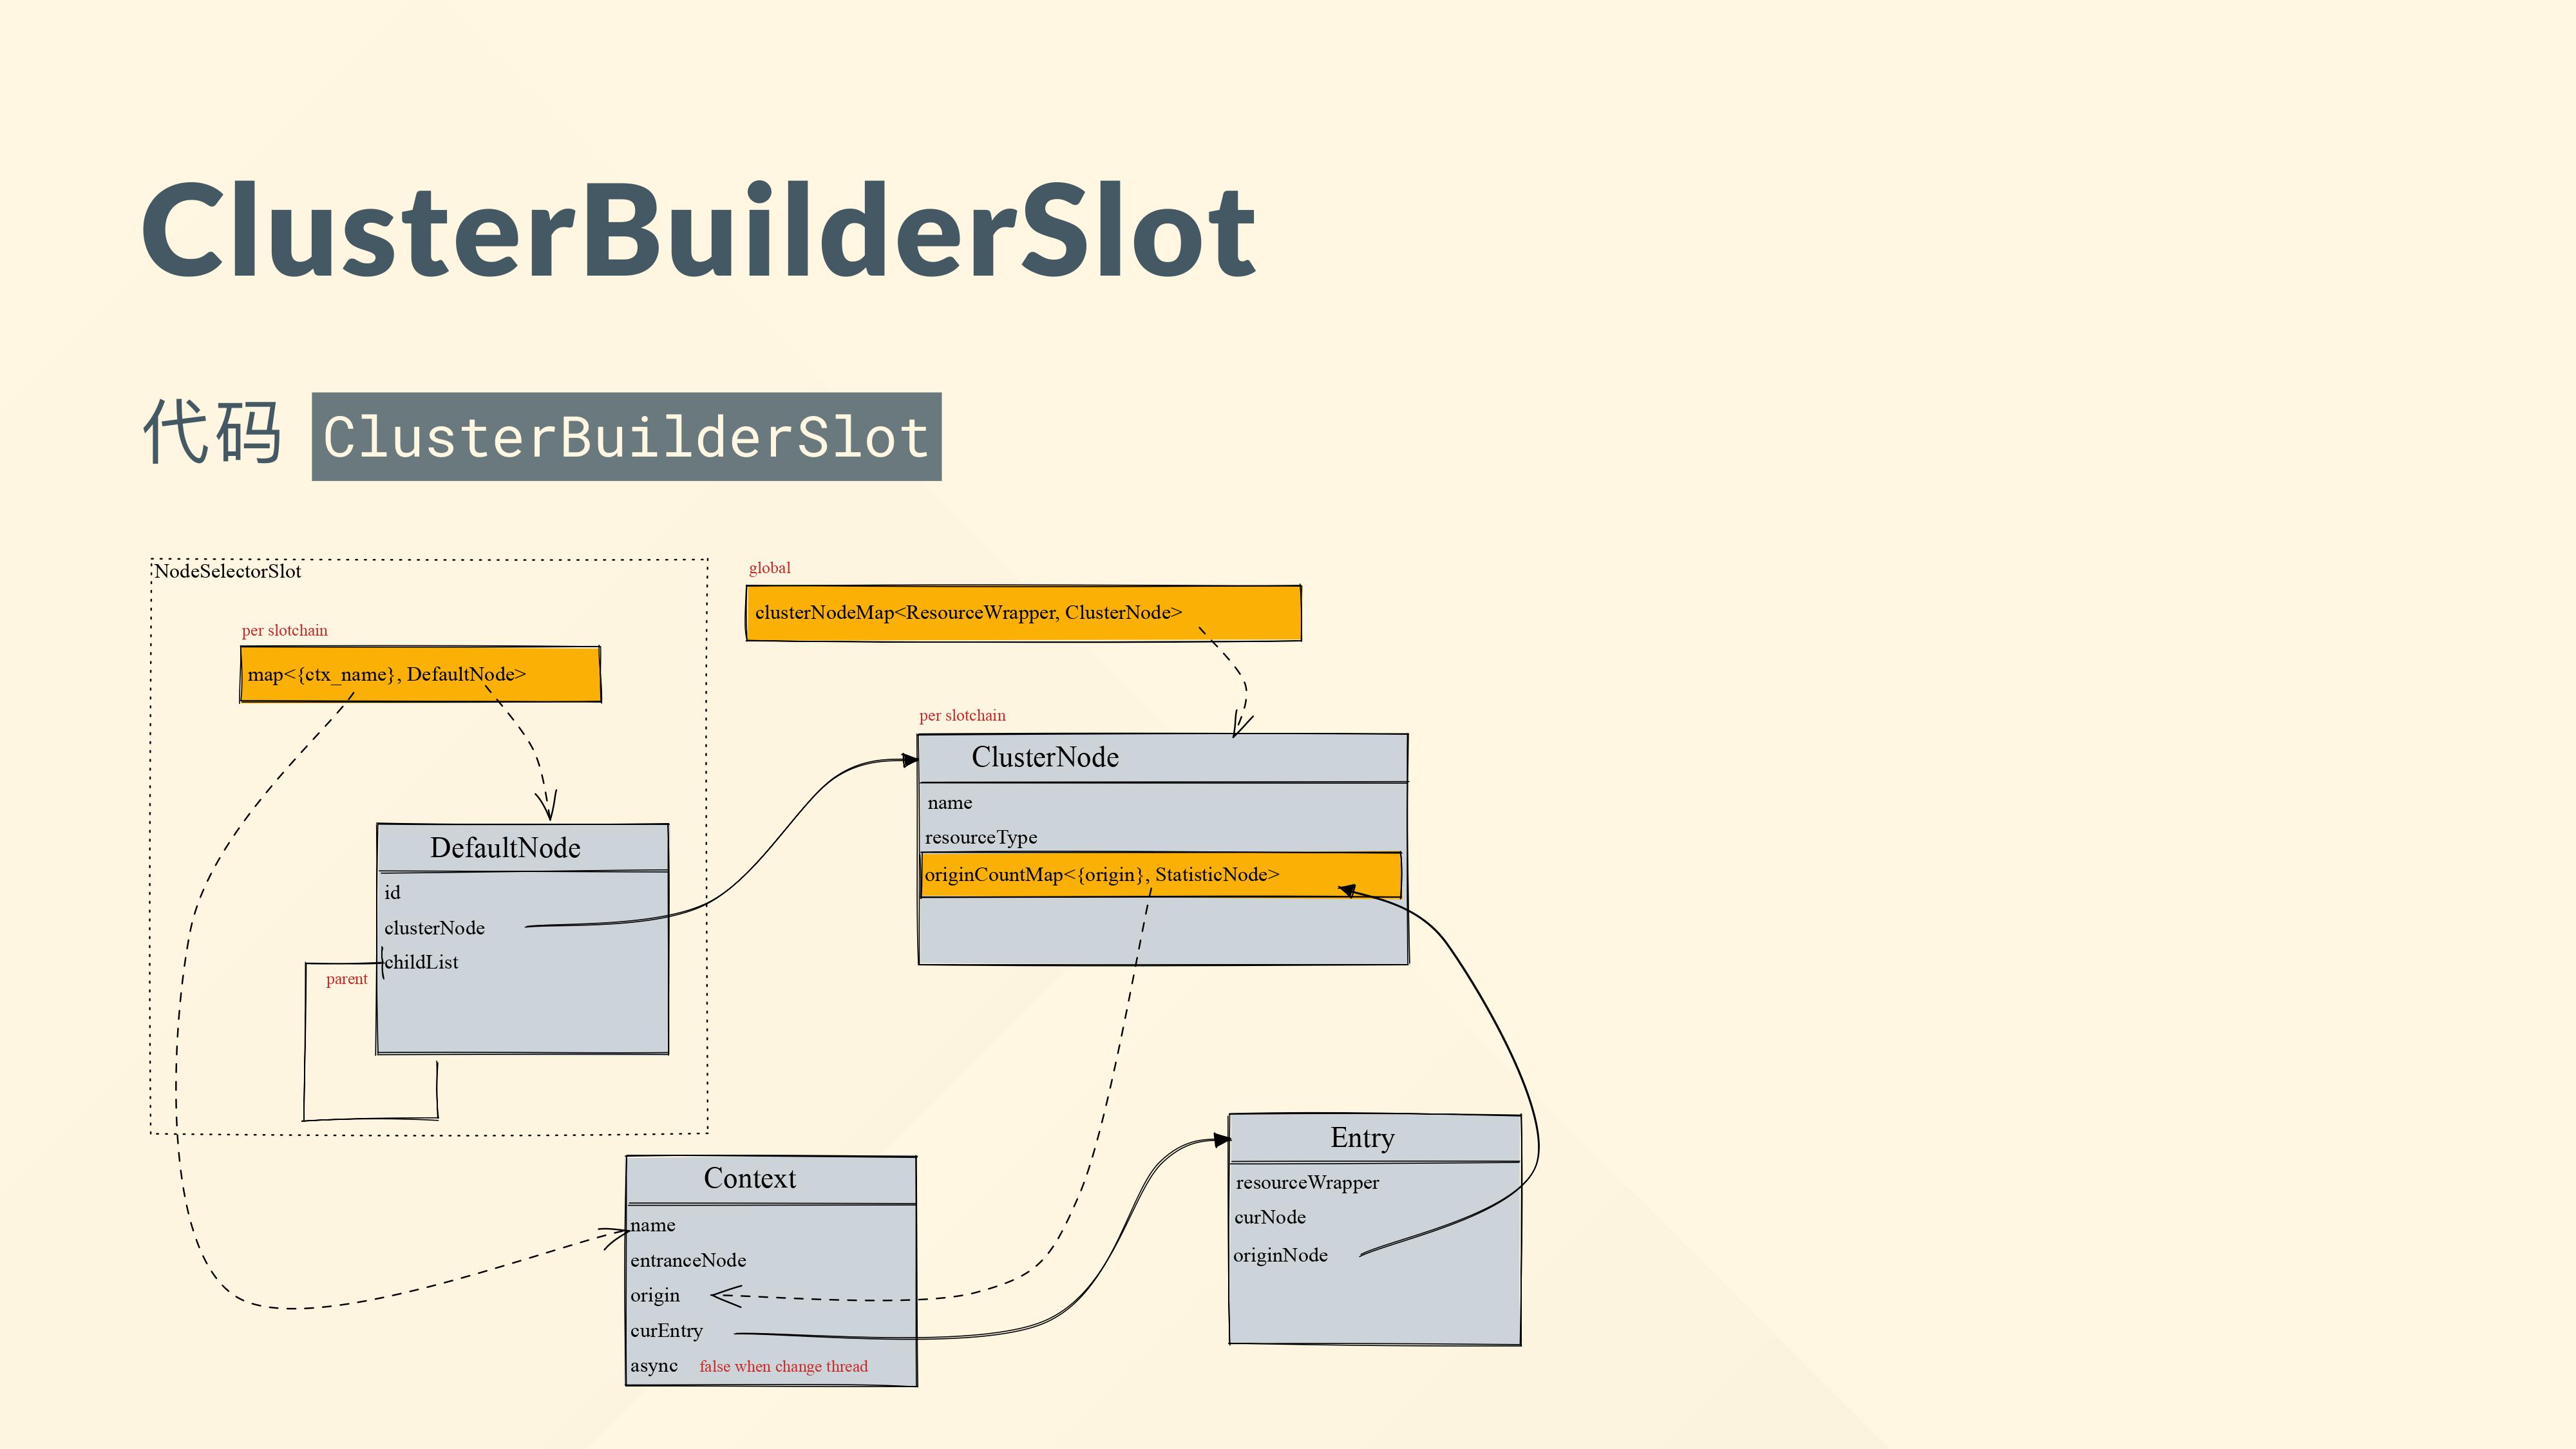 ClusterBuilderSlot
代码 ClusterBuilderSlot
NodeSelectorSlot
per slotchain
map<{ctx_name}, DefaultNode>
DefaultNode
id
clusterNode
childList
parent
global
clusterNodeMap<ResourceWrapper, ClusterNode>
per slotchain
ClusterNode
name
resourceType
originCountMap<{origin}, StatisticNode>
Context
name
entranceNode
origin
curEntry
async false when change thread
Entry
resourceWrapper
curNode
originNode